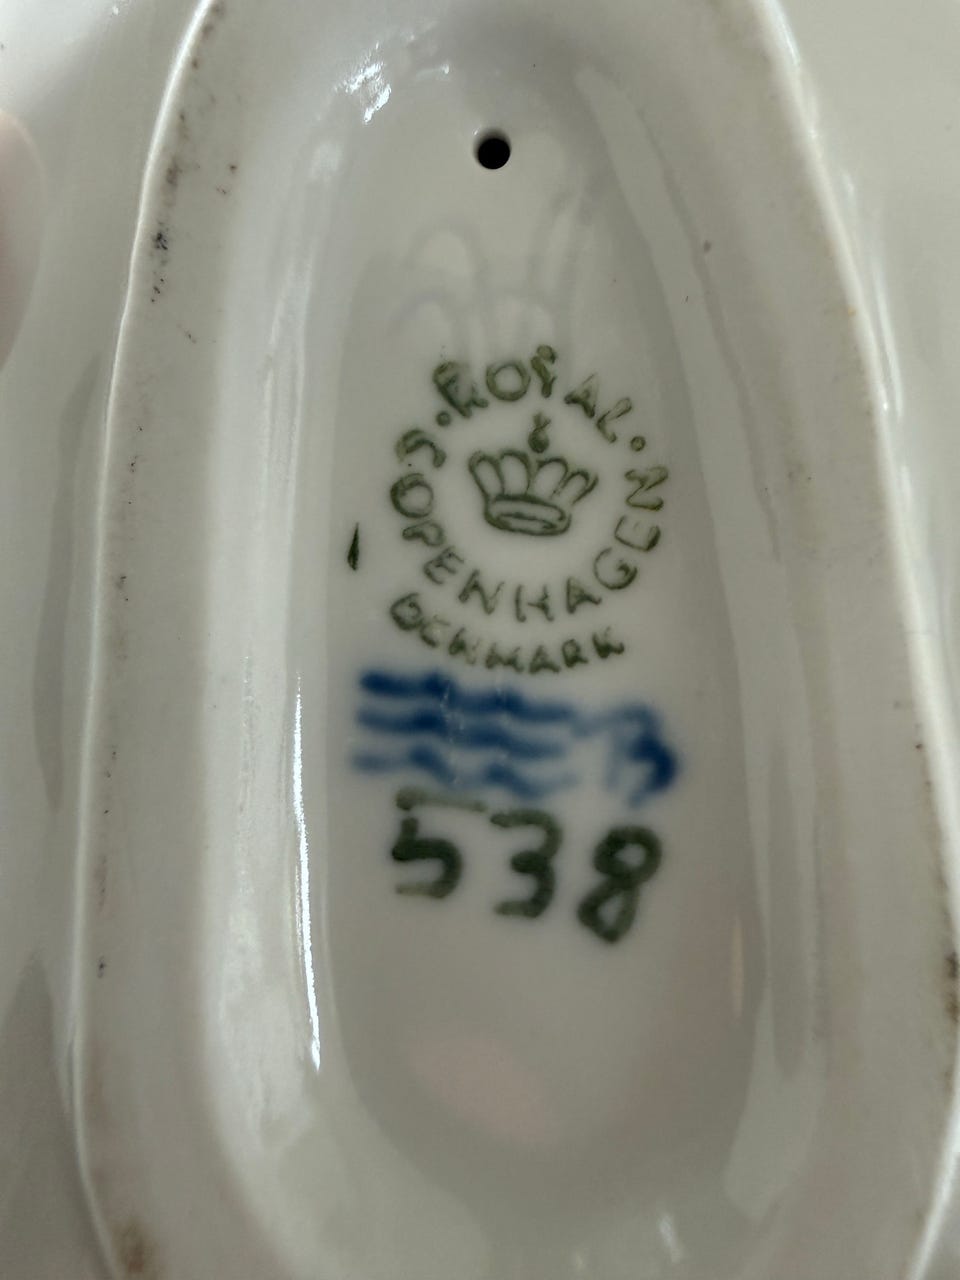 ROYAL
COPENHAGEN
DENMARK
538